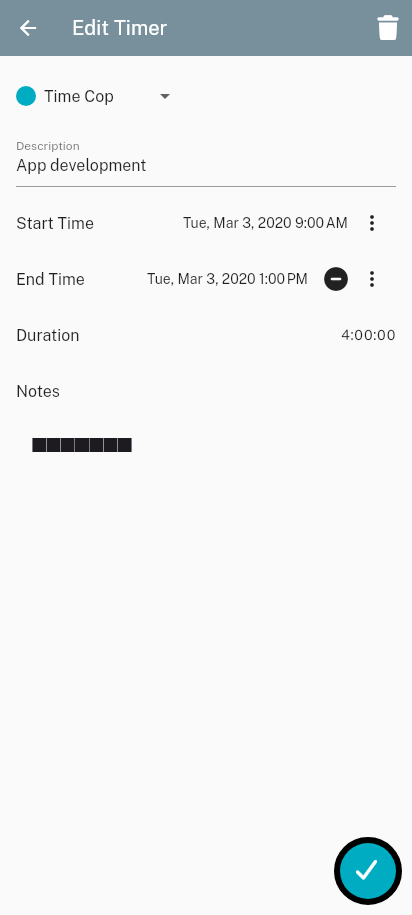 Edit Timer
Time Cop
Description
App development
Start Time
Tue, Mar 3, 2020 9:00 AM
End Time
Tue, Mar 3, 2020 1:00 PM
Duration
4:00:00
Notes